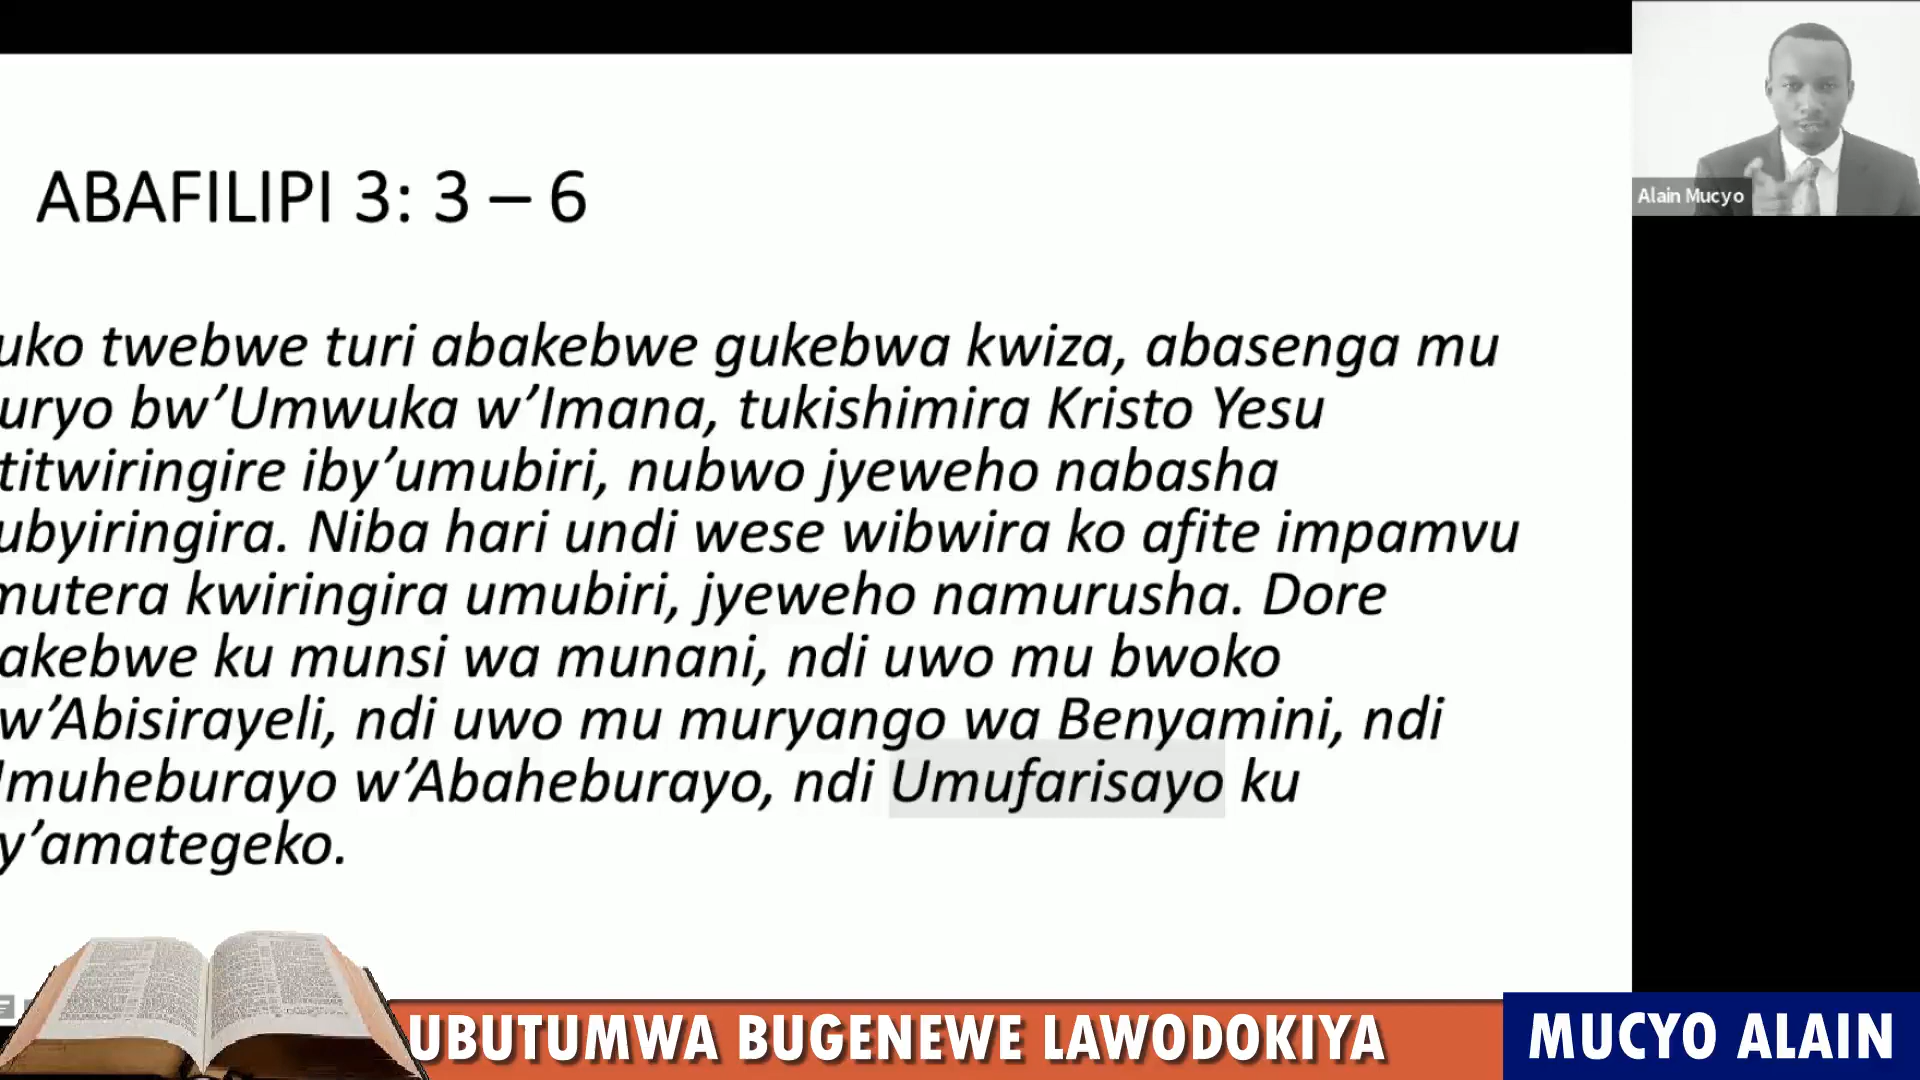 ABAFILIPI 3: 3 – 6
uko twebwe turi abakebwe gukebwa kwiza, abasenga mu
uryo bw’Umwuka w’Imana, tukishimira Kristo Yesu
titwiringire iby’umubiri, nubwo jyeweho nabasha
ubyiringira. Niba hari undi wese wibwira ko afite impamvu
mutera kwiringira umubiri, jyeweho namurusha. Dore
akebwe ku munsi wa munani, ndi uwo mu bwoko
w’Abisirayeli, ndi uwo mu muryango wa Benyamini, ndi
muheburayo w’Abaheburayo, ndi Umufarisayo ku
y’amategeko.
Alain Mucyo
UBUTUMWA BUGENEWE LAWODOKIYA
MUCYO ALAIN